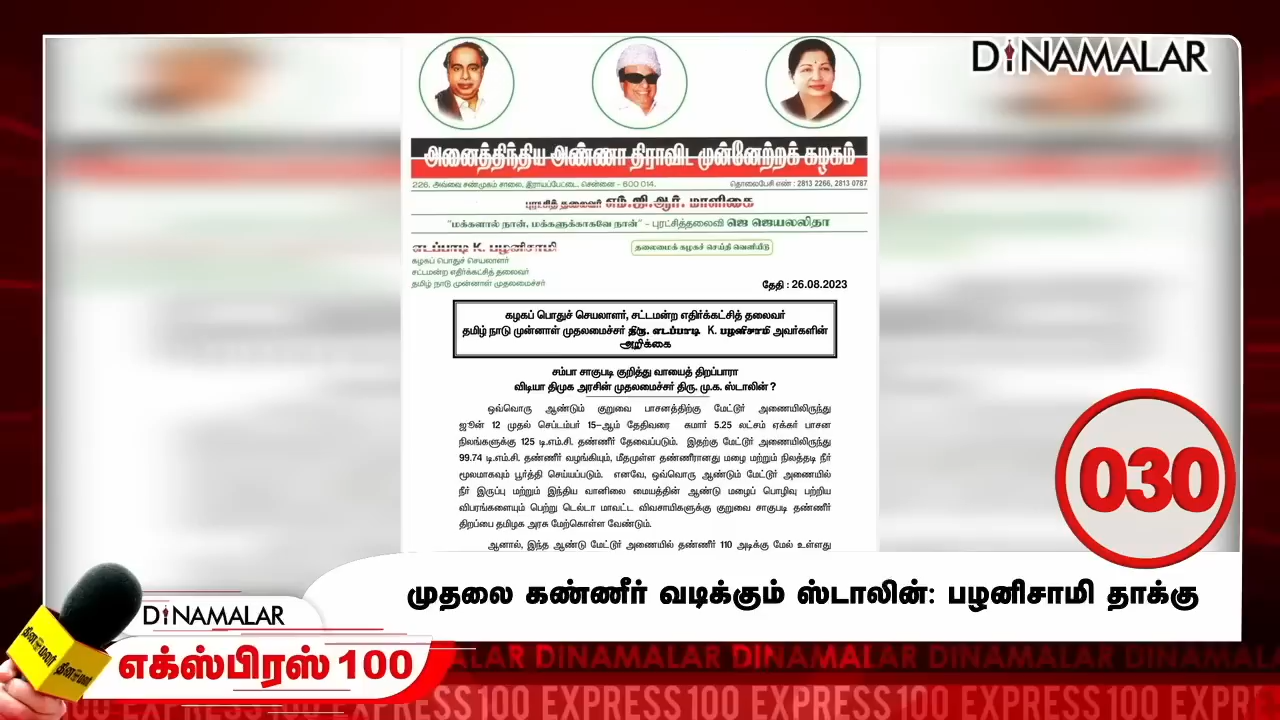 DINAMALAR
அனைத்திந்திய அண்ணா திராவிட முன்னேற்றக் கழகம்
226, அவ்வை சண்முகம் சாலை, இராயப்பேட்டை, சென்னை - 600 014.
தொலைபேசி எண் : 2813 2266, 2813 0787
புரட்சித் தலைவர் எம்.ஜி.ஆர். மாளிகை
"மக்களால் நான், மக்களுக்காகவே நான்" – புரட்சித்தலைவி ஜெ ஜெயலலிதா
எடப்பாடி K. பழனிசாமி
தலைமைக் கழகச் செய்தி வெளியீடு
கழகப் பொதுச் செயலாளர்
சட்டமன்ற எதிர்க்கட்சித் தலைவர்
தமிழ் நாடு முன்னாள் முதலமைச்சர்
தேதி : 26.08.2023
கழகப் பொதுச் செயலாளர், சட்டமன்ற எதிர்க்கட்சித் தலைவர்
தமிழ் நாடு முன்னாள் முதலமைச்சர் திரு. எடப்பாடி K. பழனிசாமி அவர்களின்
அறிக்கை
சம்பா சாகுபடி குறித்து வாயைத் திறப்பாரா
விடியா திமுக அரசின் முதலமைச்சர் திரு. மு.க. ஸ்டாலின் ?
ஒவ்வொரு ஆண்டும் குறுவை பாசனத்திற்கு மேட்டூர் அணையிலிருந்து
ஜூன் 12 முதல் செப்டம்பர் 15–ஆம் தேதிவரை சுமார் 5.25 லட்சம் ஏக்கர் பாசன
நிலங்களுக்கு 125 டி.எம்.சி. தண்ணீர் தேவைப்படும். இதற்கு மேட்டூர் அணையிலிருந்து
99.74 டி.எம்.சி. தண்ணீர் வழங்கியும், மீதமுள்ள தண்ணீரானது மழை மற்றும் நிலத்தடி நீர்
மூலமாகவும் பூர்த்தி செய்யப்படும். எனவே, ஒவ்வொரு ஆண்டும் மேட்டூர் அணையில்
நீர் இருப்பு மற்றும் இந்திய வானிலை மையத்தின் ஆண்டு மழைப் பொழிவு பற்றிய
விபரங்களையும் பெற்று டெல்டா மாவட்ட விவசாயிகளுக்கு குறுவை சாகுபடி தண்ணீர்
திறப்பை தமிழக அரசு மேற்கொள்ள வேண்டும்.
ஆனால், இந்த ஆண்டு மேட்டூர் அணையில் தண்ணீர் 110 அடிக்கு மேல் உள்ளது
030
முதலை கண்ணீர் வடிக்கும் ஸ்டாலின்: பழனிசாமி தாக்கு
DINAMALAR
தினமலர் தினமலர்
எக்ஸ்பிரஸ் 100
DINAMALAR DINAMALAR DINAMALAR DINAMALAR
100 EXPRESS 100 EXPRESS 100 EXPRESS 100 EXPRESS 100 EXPRESS